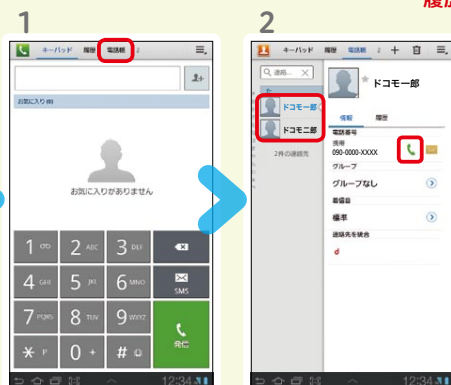 履歴
1
2
キーパッド 履歴 電話帳
お気に入り (0)
お気に入りがありません
1 ∞
2 ABC
3 DEF
4 GHI
5 JKL
6 MNO
SMS
7 PQRS
8 TUV
9 WXYZ
発信
* P
0 +
#
12:34
キーパッド 履歴 電話帳
連絡...
ドコモ一郎
ドコモ二郎
2件の連絡先
ドコモ一郎
情報 履歴
電話番号
携帯
090-0000-XXXX
グループ
グループなし
着信音
標準
連絡先を統合
d
12:34